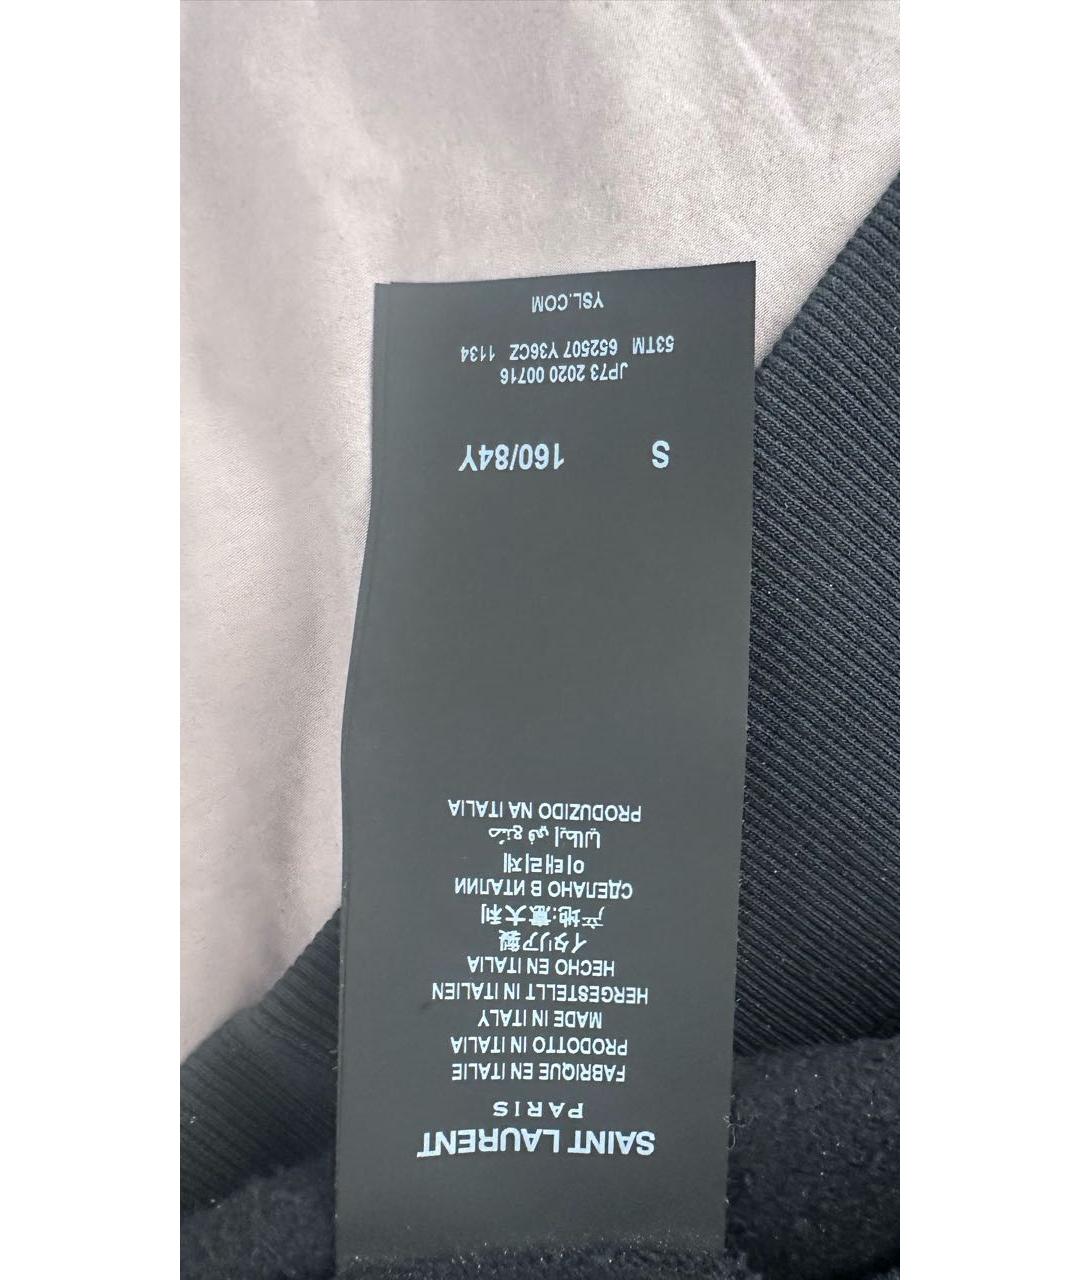 SAINT LAURENT
PARIS
FABRIQUE EN ITALIE
PRODOTTO IN ITALIA
MADE IN ITALY
HERGESTELLT IN ITALIEN
HECHO EN ITALIA
イタリア製
产地:意大利
СДЕЛАНО В ИТАЛИИ
이태리제
صنع في إيطاليا
PRODUZIDO NA ITALIA
S 160/84Y
JP73 2020 00716
53TM 652507 Y36CZ 1134
YSL.COM